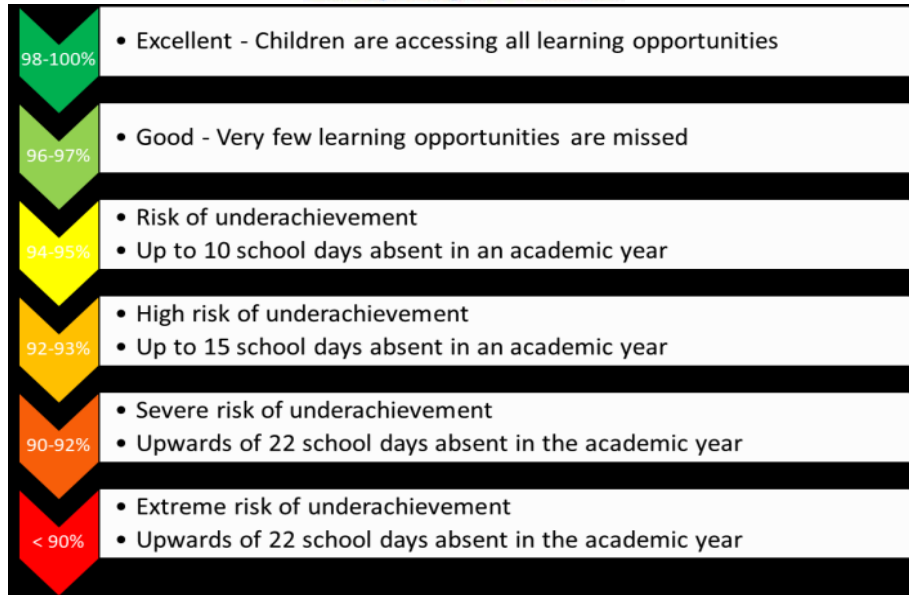 98-100%
• Excellent - Children are accessing all learning opportunities
96-97%
• Good - Very few learning opportunities are missed
94-95%
• Risk of underachievement
• Up to 10 school days absent in an academic year
92-93%
• High risk of underachievement
• Up to 15 school days absent in an academic year
90-92%
• Severe risk of underachievement
• Upwards of 22 school days absent in the academic year
< 90%
• Extreme risk of underachievement
• Upwards of 22 school days absent in the academic year